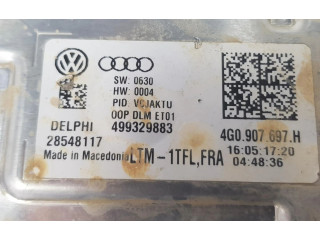 SW: 0630
HW: 0004
PID: VCJAKTU
OOP DLM ET01
DELPHI 499329883
28548117
Made in Macedonia LTM-1TFL,FRA
4G0.907.697.H
16:05:17:20
04:48:36